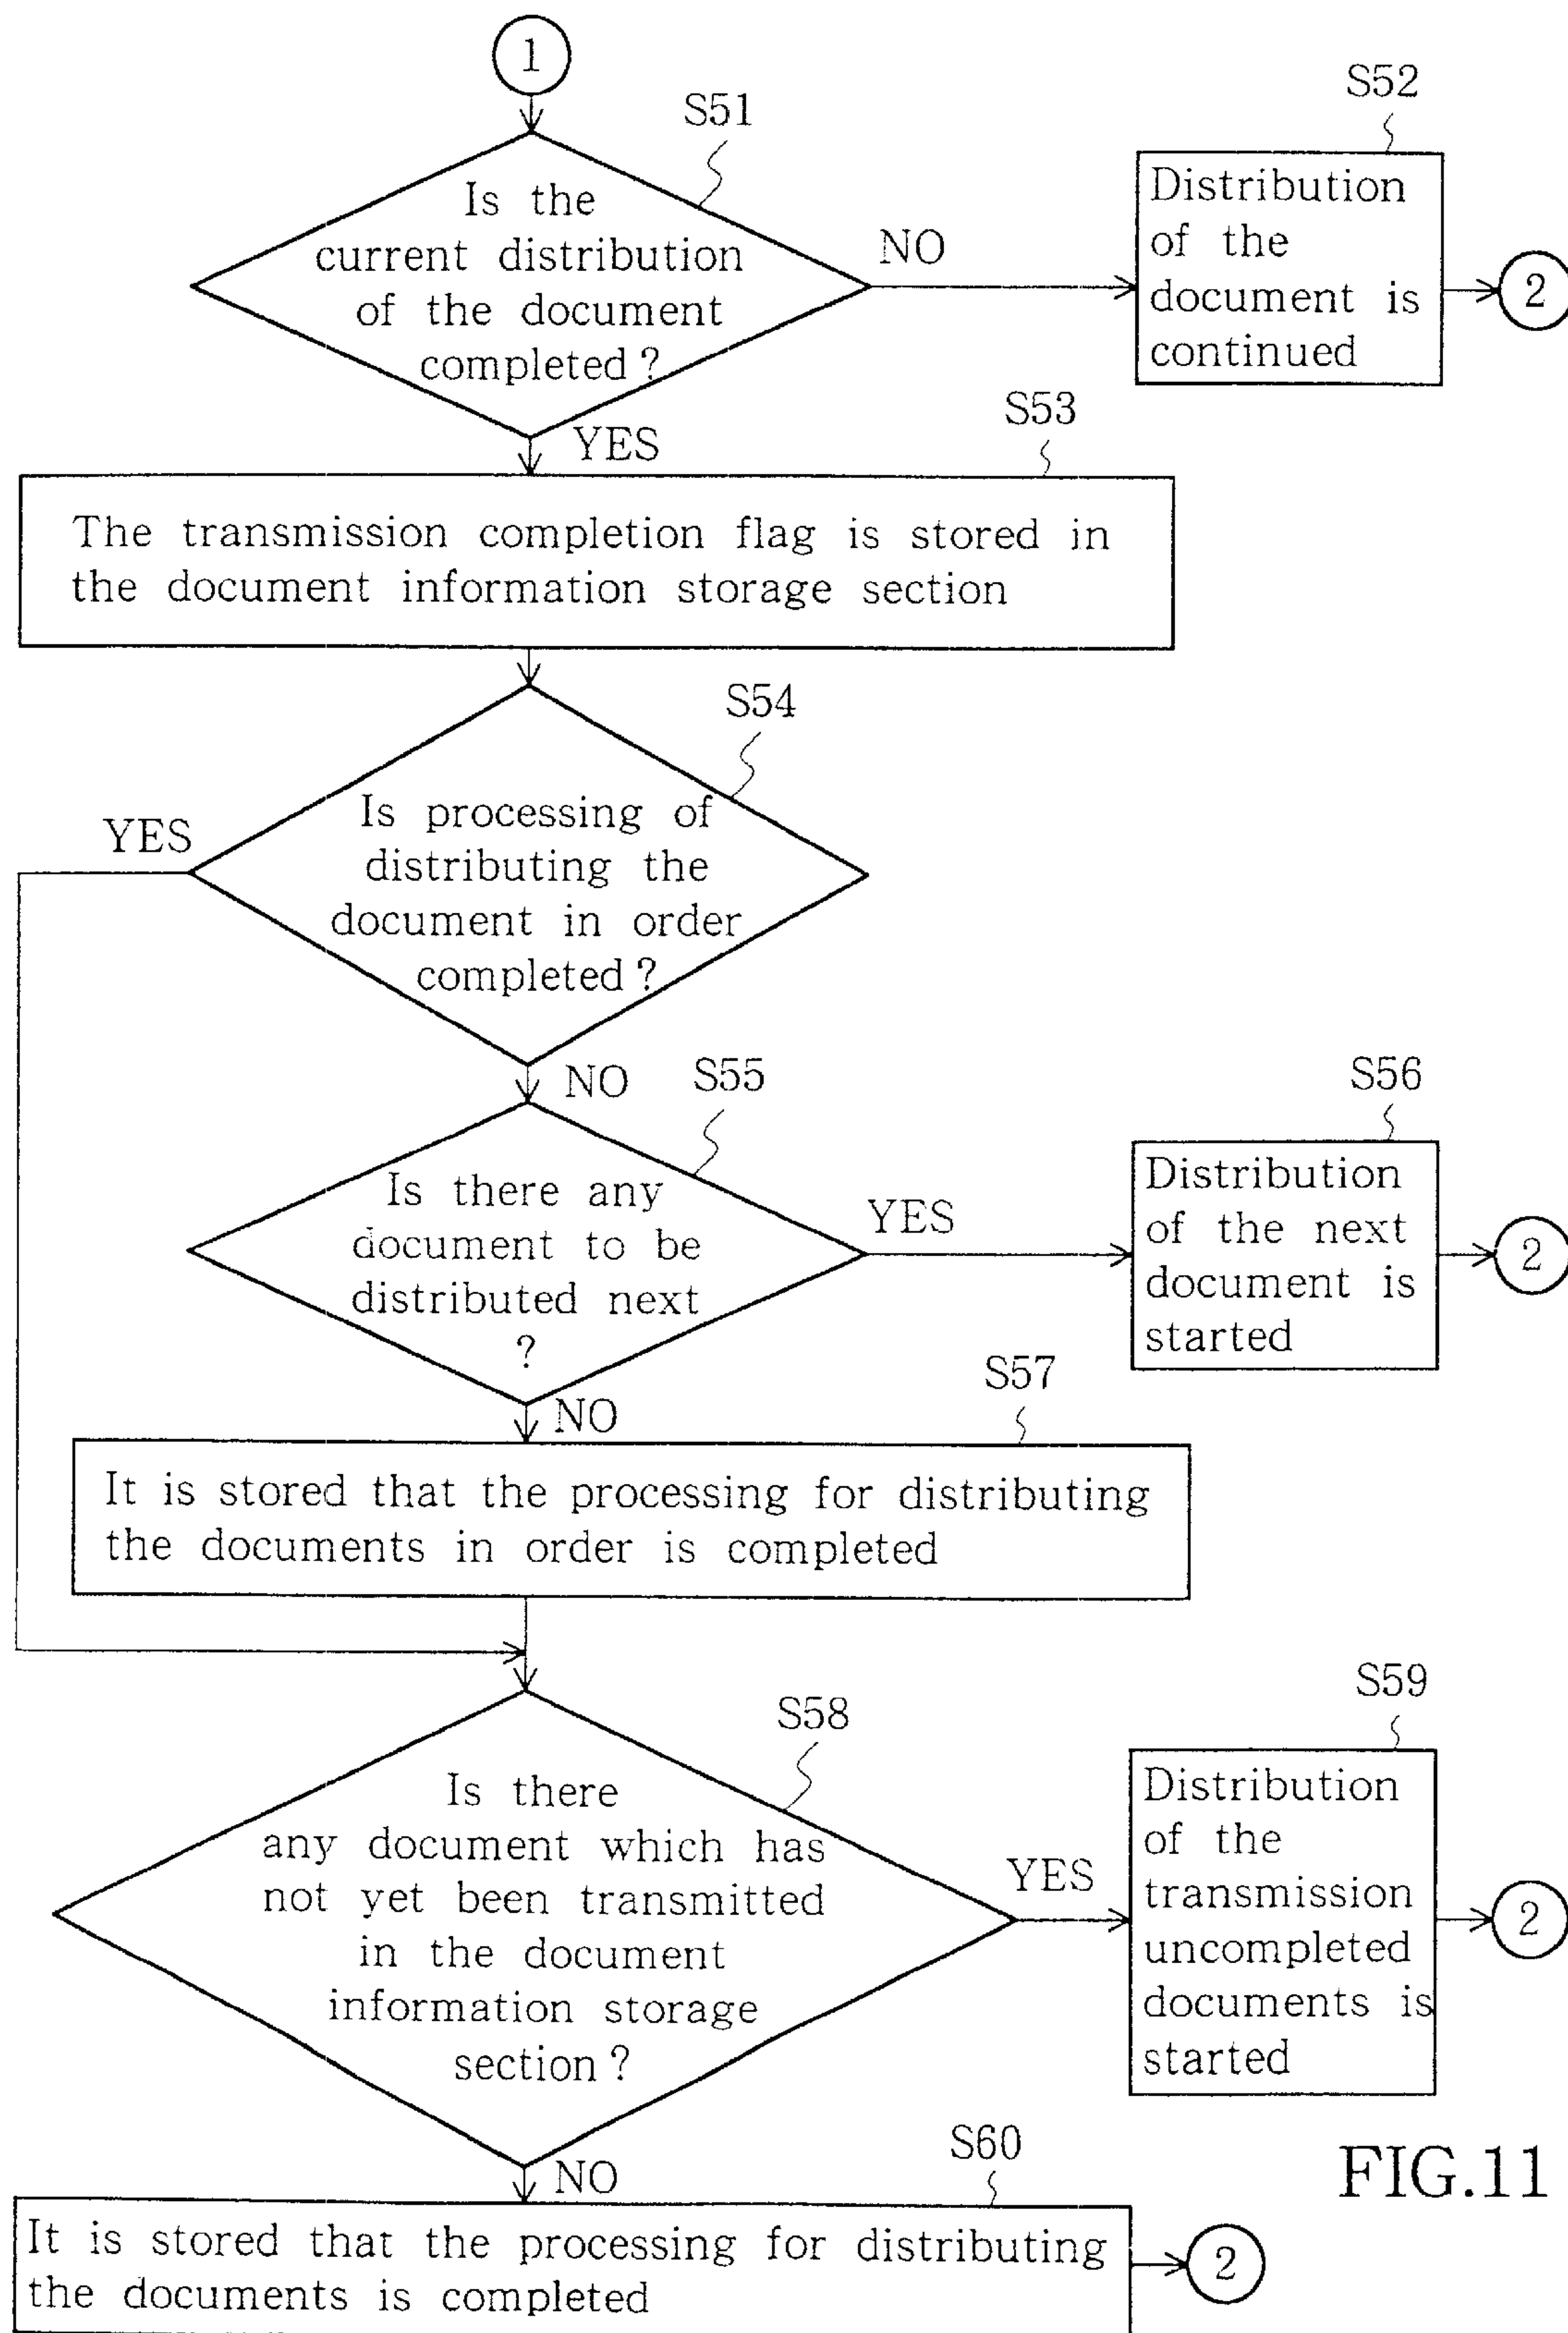 1
S51
Is the
current distribution
of the document
completed ?
NO
S52
Distribution
of the
document is
continued
2
YES
S53
The transmission completion flag is stored in
the document information storage section
S54
Is processing of
distributing the
document in order
completed ?
YES
NO
S55
Is there any
document to be
distributed next
?
YES
S56
Distribution
of the next
document is
started
2
NO
S57
It is stored that the processing for distributing
the documents in order is completed
S58
Is there
any document which has
not yet been transmitted
in the document
information storage
section ?
YES
S59
Distribution
of the
transmission
uncompleted
documents is
started
2
NO
S60
It is stored that the processing for distributing
the documents is completed
2
FIG.11